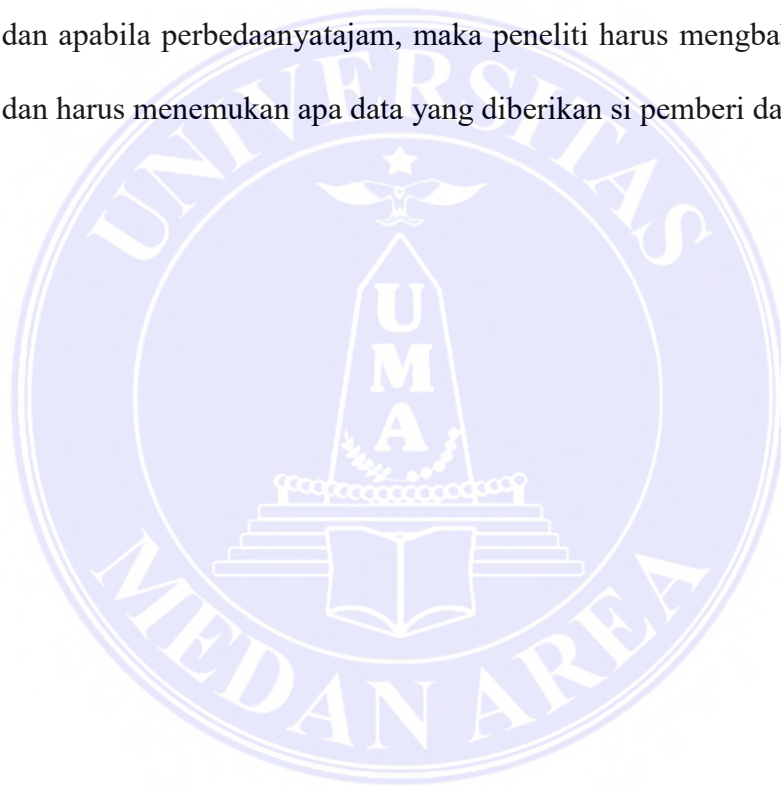 dan apabila perbedaanyatajam, maka peneliti harus mengba
dan harus menemukan apa data yang diberikan si pemberi da
UNIVERSITAS
U
M
A
MEDAN AREA